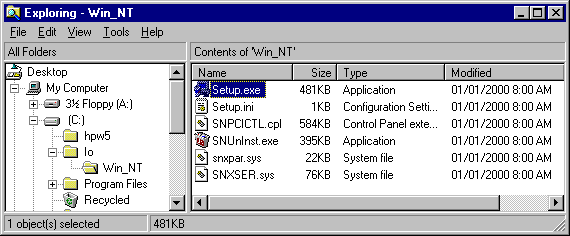 Exploring - Win_NT
File Edit View Tools Help
All Folders Contents of 'Win_NT'
Desktop
My Computer
3½ Floppy (A:)
(C:)
hpw5
Io
Win_NT
Program Files
Recycled
Name Size Type Modified
Setup.exe 481KB Application 01/01/2000 8:00 AM
Setup.ini 1KB Configuration Setti... 01/01/2000 8:00 AM
SNPCICTL.cpl 584KB Control Panel exte... 01/01/2000 8:00 AM
SNUnInst.exe 395KB Application 01/01/2000 8:00 AM
snxpar.sys 22KB System file 01/01/2000 8:00 AM
SNXSER.sys 76KB System file 01/01/2000 8:00 AM
1 object(s) selected 481KB